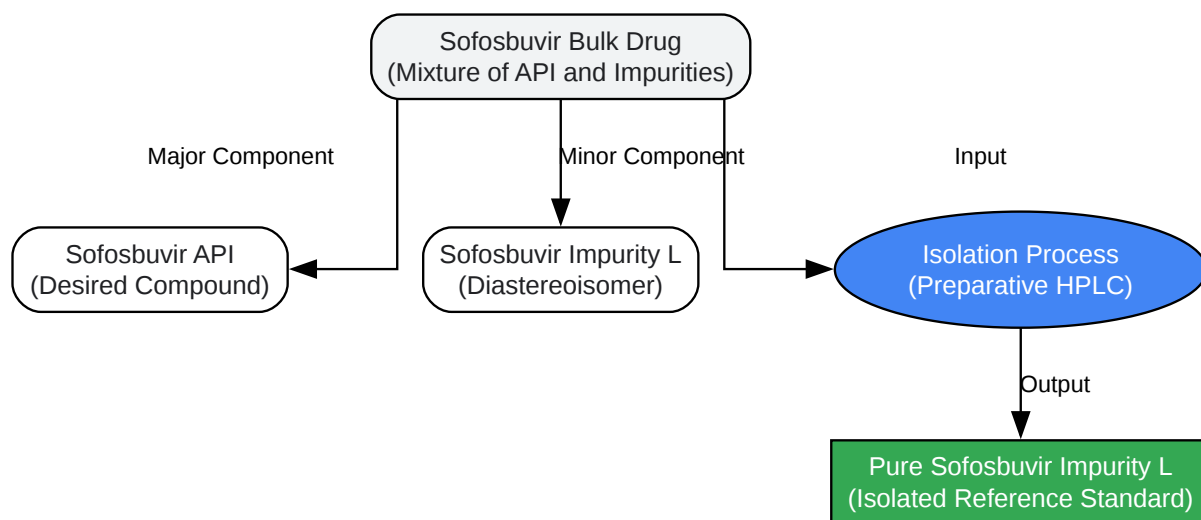 Sofosbuvir Bulk Drug
(Mixture of API and Impurities)
Major Component
Minor Component
Input
Sofosbuvir API
(Desired Compound)
Sofosbuvir Impurity L
(Diastereoisomer)
Isolation Process
(Preparative HPLC)
Output
Pure Sofosbuvir Impurity L
(Isolated Reference Standard)